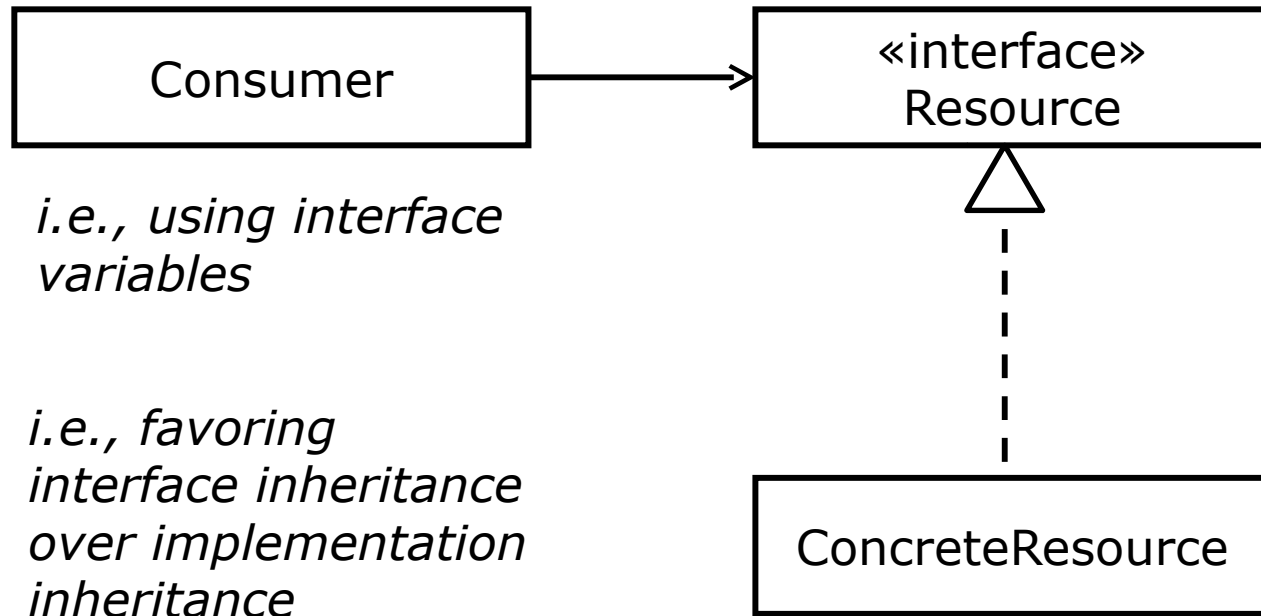 Consumer
«interface»
Resource
i.e., using interface
variables
i.e., favoring
interface inheritance
over implementation
inheritance
ConcreteResource